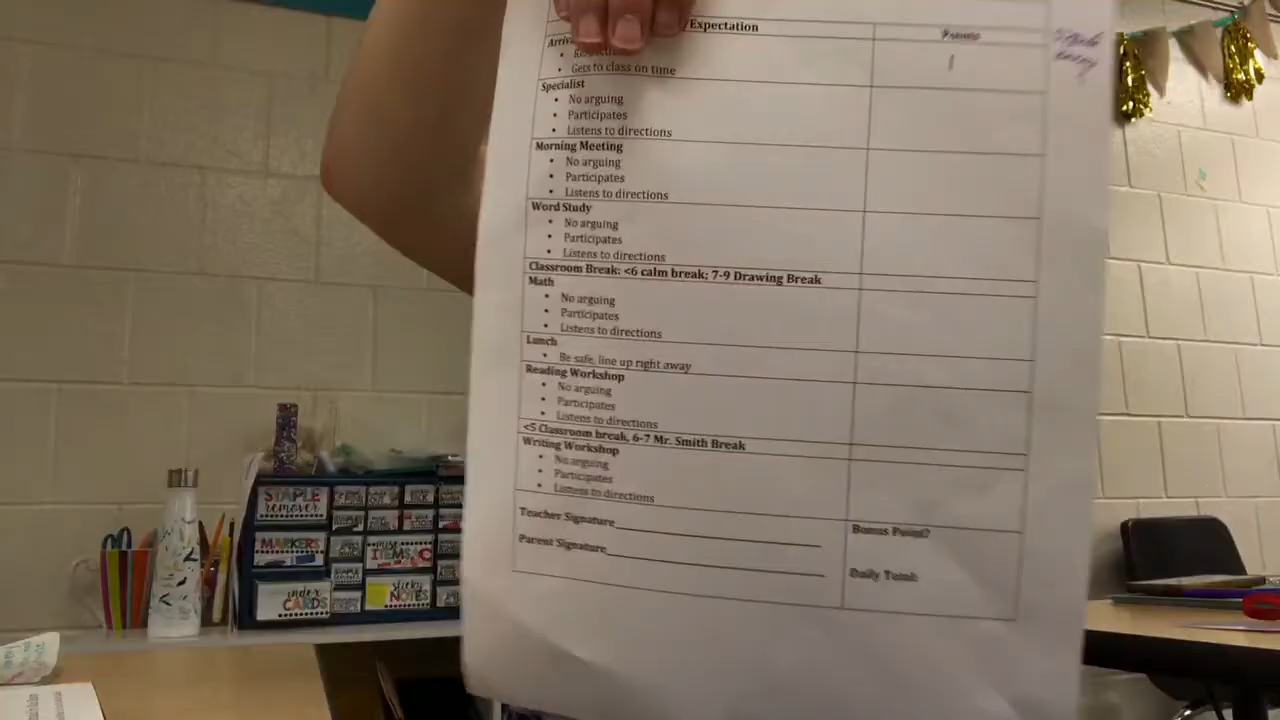 Expectation
Points
• Gets to class on time
1
Specialist
• No arguing
• Participates
• Listens to directions
Morning Meeting
• No arguing
• Participates
• Listens to directions
Word Study
• No arguing
• Participates
• Listens to directions
Classroom Break: <6 calm break; 7-9 Drawing Break
Math
• No arguing
• Participates
• Listens to directions
Lunch
• Be safe, line up right away
Reading Workshop
• No arguing
• Participates
• Listens to directions
<5 Classroom break, 6-7 Mr. Smith Break
Writing Workshop
• No arguing
• Participates
• Listens to directions
Teacher Signature
Bonus Point?
Parent Signature
Daily Total:
STAPLE remover
MARKERS
misc ITEMS
index CARDS
sticky NOTES